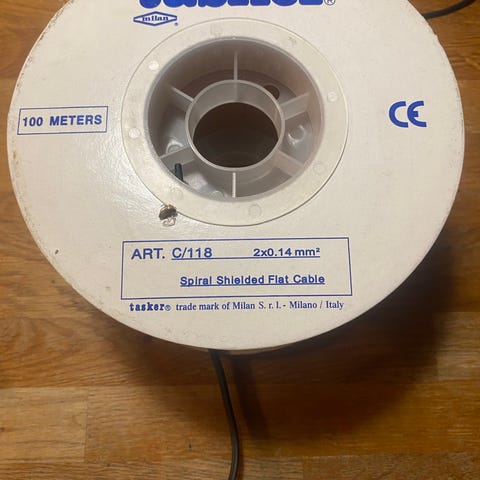 tasker®
milan
100 METERS
CE
ART. C/118 2x0.14 mm²
Spiral Shielded Flat Cable
tasker® trade mark of Milan S. r. l. - Milano / Italy